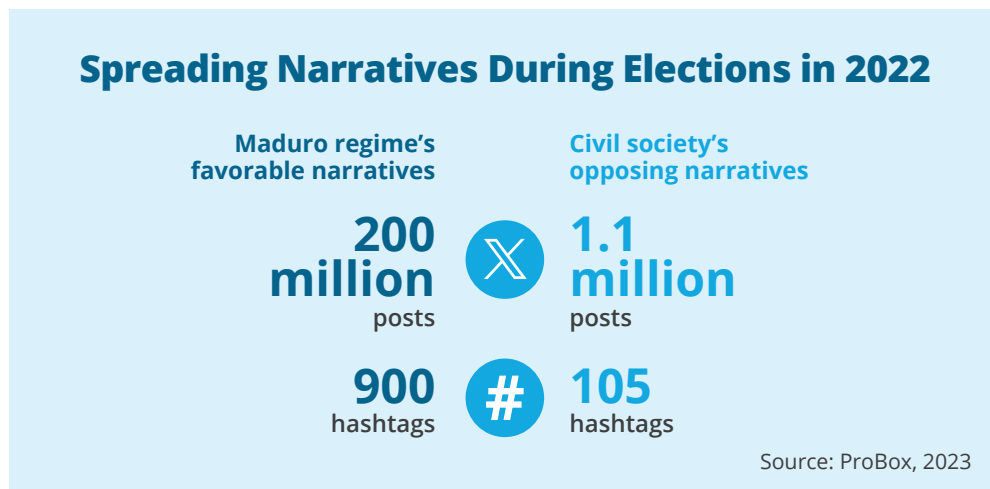 Spreading Narratives During Elections in 2022
Maduro regime's
favorable narratives
200
million
posts
900
hashtags
Civil society's
opposing narratives
1.1
million
posts
#
105
hashtags
Source: ProBox, 2023